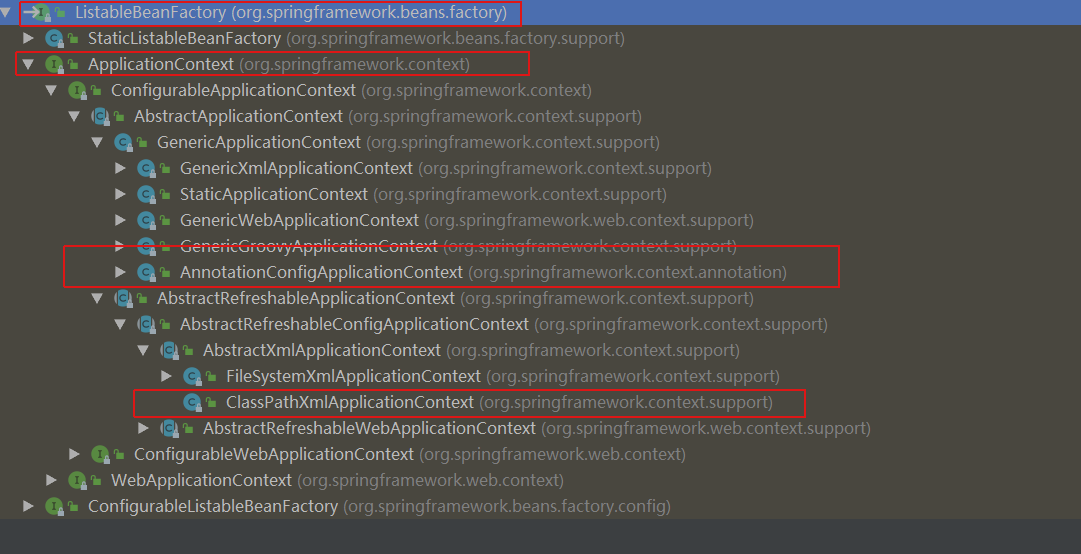 ListableBeanFactory (org.springframework.beans.factory)
StaticListableBeanFactory (org.springframework.beans.factory.support)
ApplicationContext (org.springframework.context)
ConfigurableApplicationContext (org.springframework.context)
AbstractApplicationContext (org.springframework.context.support)
GenericApplicationContext (org.springframework.context.support)
GenericXmlApplicationContext (org.springframework.context.support)
StaticApplicationContext (org.springframework.context.support)
GenericWebApplicationContext (org.springframework.web.context.support)
GenericGroovyApplicationContext (org.springframework.context.support)
AnnotationConfigApplicationContext (org.springframework.context.annotation)
AbstractRefreshableApplicationContext (org.springframework.context.support)
AbstractRefreshableConfigApplicationContext (org.springframework.context.support)
AbstractXmlApplicationContext (org.springframework.context.support)
FileSystemXmlApplicationContext (org.springframework.context.support)
ClassPathXmlApplicationContext (org.springframework.context.support)
AbstractRefreshableWebApplicationContext (org.springframework.web.context.support)
ConfigurableWebApplicationContext (org.springframework.web.context)
WebApplicationContext (org.springframework.web.context)
ConfigurableListableBeanFactory (org.springframework.beans.factory.config)